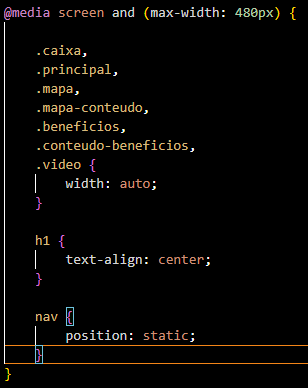 @media screen and (max-width: 480px) {
.caixa,
.principal,
.mapa,
.mapa-conteudo,
.beneficios,
.conteudo-beneficios,
.video {
width: auto;
}
h1 {
text-align: center;
}
nav {
position: static;
}
}